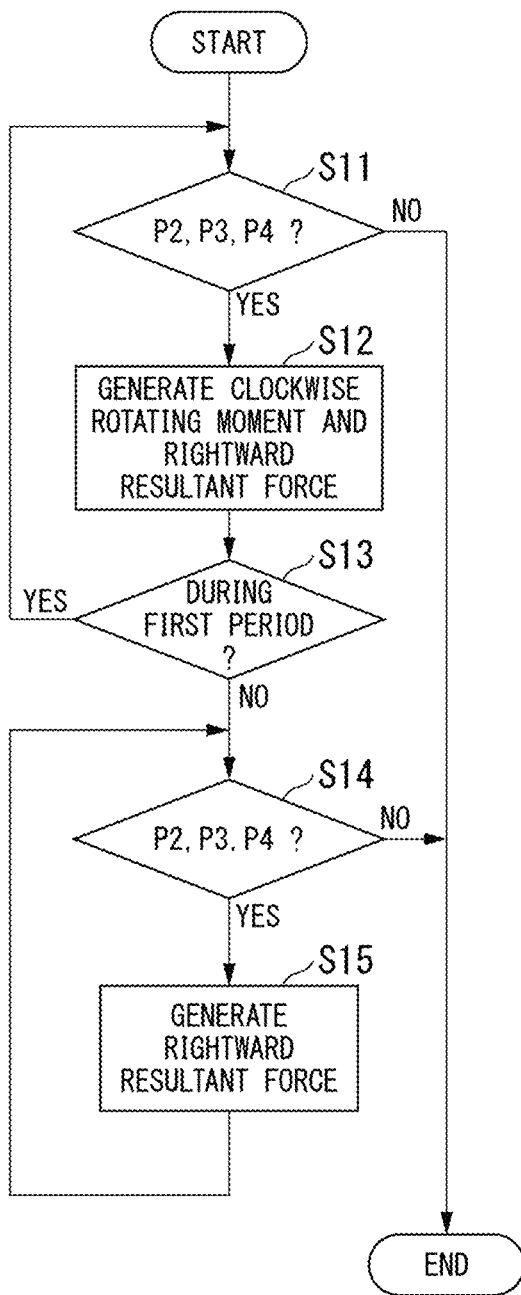 START
S11
P2, P3, P4 ?
NO
YES
S12
GENERATE CLOCKWISE
ROTATING MOMENT AND
RIGHTWARD
RESULTANT FORCE
S13
YES
DURING
FIRST PERIOD
?
NO
S14
P2, P3, P4 ?
NO
YES
S15
GENERATE
RIGHTWARD
RESULTANT FORCE
END